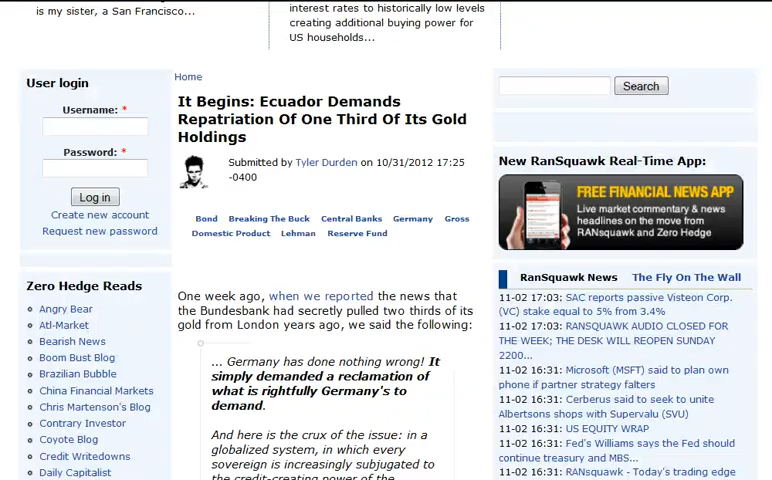 is my sister, a San Francisco...
interest rates to historically low levels
creating additional buying power for
US households...
User login
Username: *
Password: *
Log in
Create new account
Request new password
Zero Hedge Reads
Angry Bear
Atl-Market
Bearish News
Boom Bust Blog
Brazilian Bubble
China Financial Markets
Chris Martenson's Blog
Contrary Investor
Coyote Blog
Credit Writedowns
Daily Capitalist
Home
It Begins: Ecuador Demands
Repatriation Of One Third Of Its Gold
Holdings
Submitted by Tyler Durden on 10/31/2012 17:25
-0400
Bond Breaking The Buck Central Banks Germany Gross
Domestic Product Lehman Reserve Fund
One week ago, when we reported the news that
the Bundesbank had secretly pulled two thirds of its
gold from London years ago, we said the following:
... Germany has done nothing wrong! It
simply demanded a reclamation of
what is rightfully Germany's to
demand.
And here is the crux of the issue: in a
globalized system, in which every
sovereign is increasingly subjugated to
the credit-creating power of the
Search
New RanSquawk Real-Time App:
FREE FINANCIAL NEWS APP
Live market commentary & news
headlines on the move from
RANsquawk and Zero Hedge
RanSquawk News The Fly On The Wall
11-02 17:03: SAC reports passive Visteon Corp.
(VC) stake equal to 5% from 3.4%
11-02 17:03: RANSQUAWK AUDIO CLOSED FOR
THE WEEK; THE DESK WILL REOPEN SUNDAY
2200...
11-02 16:31: Microsoft (MSFT) said to plan own
phone if partner strategy falters
11-02 16:31: Cerberus said to seek to unite
Albertsons shops with Supervalu (SVU)
11-02 16:31: US EQUITY WRAP
11-02 16:31: Fed's Williams says the Fed should
continue treasury and MBS...
11-02 16:31: RANsquawk - Today's trading edge